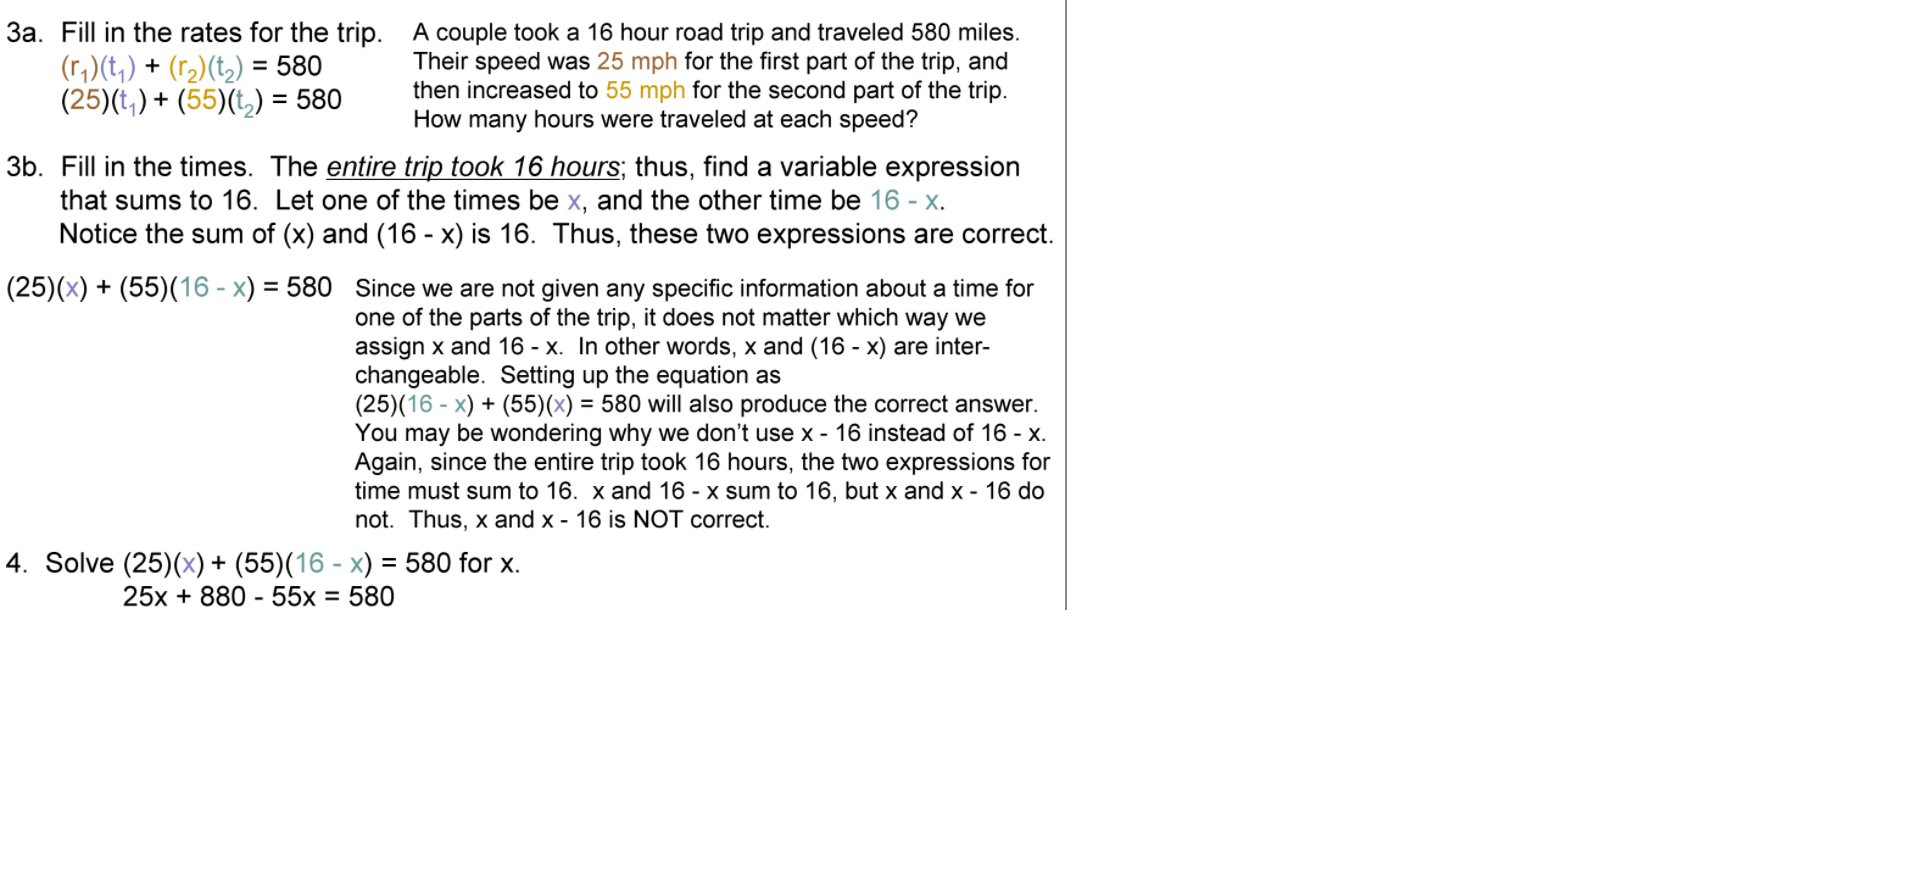 3a. Fill in the rates for the trip.
(r₁)(t₁) + (r₂)(t₂) = 580
(25)(t₁) + (55)(t₂) = 580
A couple took a 16 hour road trip and traveled 580 miles.
Their speed was 25 mph for the first part of the trip, and
then increased to 55 mph for the second part of the trip.
How many hours were traveled at each speed?
3b. Fill in the times. The entire trip took 16 hours; thus, find a variable expression
that sums to 16. Let one of the times be x, and the other time be 16 - x.
Notice the sum of (x) and (16 - x) is 16. Thus, these two expressions are correct.
(25)(x) + (55)(16 - x) = 580
Since we are not given any specific information about a time for
one of the parts of the trip, it does not matter which way we
assign x and 16 - x. In other words, x and (16 - x) are inter-
changeable. Setting up the equation as
(25)(16 - x) + (55)(x) = 580 will also produce the correct answer.
You may be wondering why we don't use x - 16 instead of 16 - x.
Again, since the entire trip took 16 hours, the two expressions for
time must sum to 16. x and 16 - x sum to 16, but x and x - 16 do
not. Thus, x and x - 16 is NOT correct.
4. Solve (25)(x) + (55)(16 - x) = 580 for x.
25x + 880 - 55x = 580